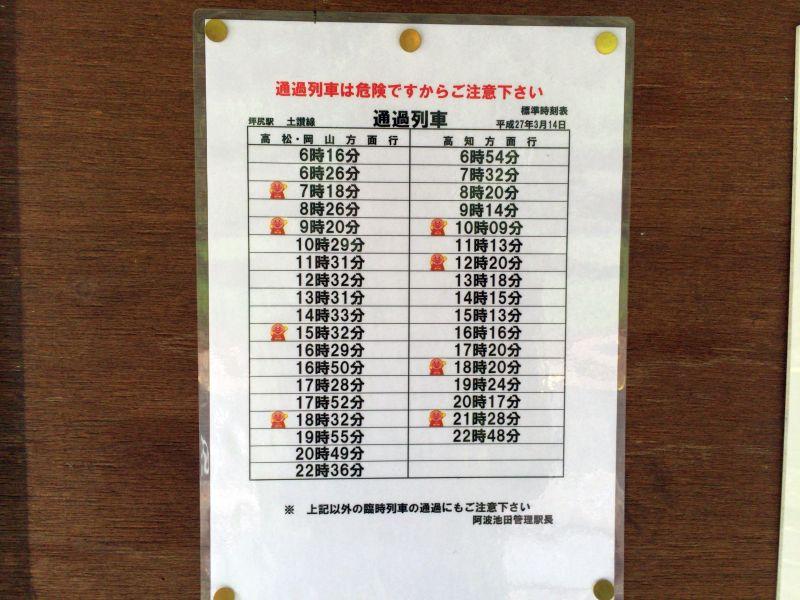 通過列車は危険ですからご注意下さい
標準時刻表
坪尻駅 土讃線 通過列車 平成27年3月14日
高松・岡山方面行 高知方面行
6時16分 6時54分
6時26分 7時32分
7時18分 8時20分
8時26分 9時14分
9時20分 10時09分
10時29分 11時13分
11時31分 12時20分
12時32分 13時18分
13時31分 14時15分
14時33分 15時13分
15時32分 16時16分
16時29分 17時20分
16時50分 18時20分
17時28分 19時24分
17時52分 20時17分
18時32分 21時28分
19時55分 22時48分
20時49分
22時36分
※ 上記以外の臨時列車の通過にもご注意下さい
阿波池田管理駅長